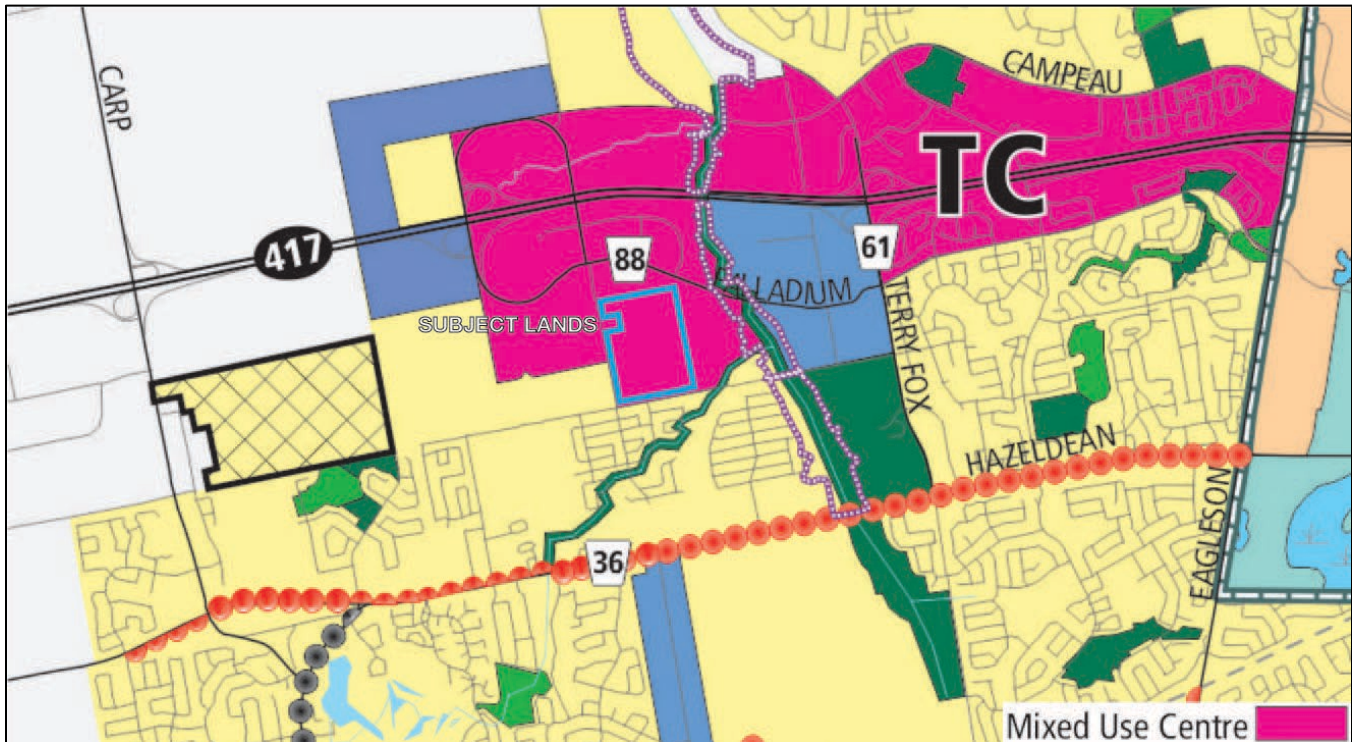 CARP
CAMPEAU
TC
417
88
61
PALLADIUM
SUBJECT LANDS
TERRY FOX
HAZELDEAN
EAGLESON
36
Mixed Use Centre